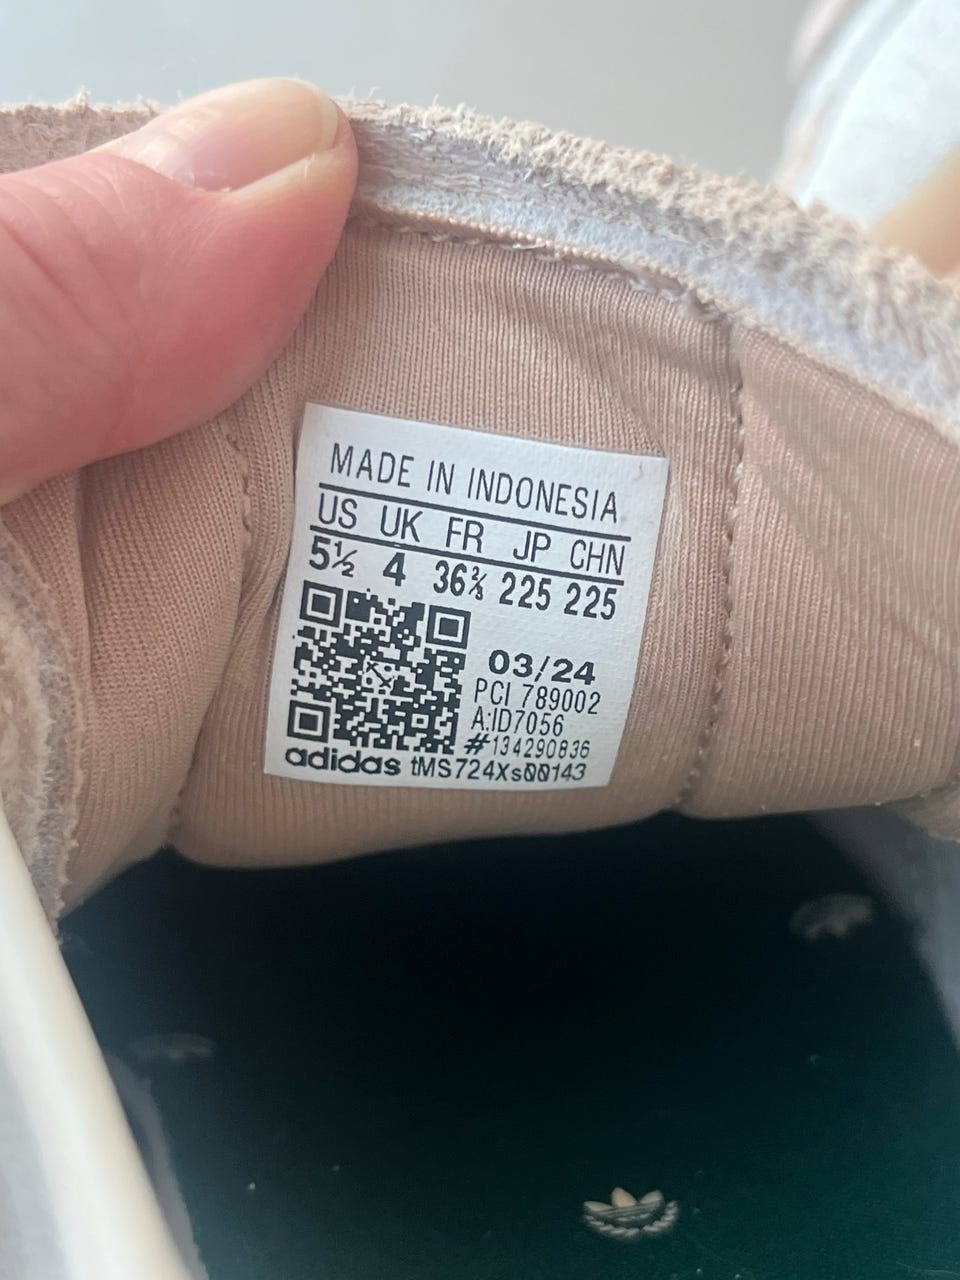 MADE IN INDONESIA
US UK FR JP CHN
5½ 4 36⅔ 225 225
03/24
PCI 789002
A:ID7056
#134290836
adidas tMS724Xs00143